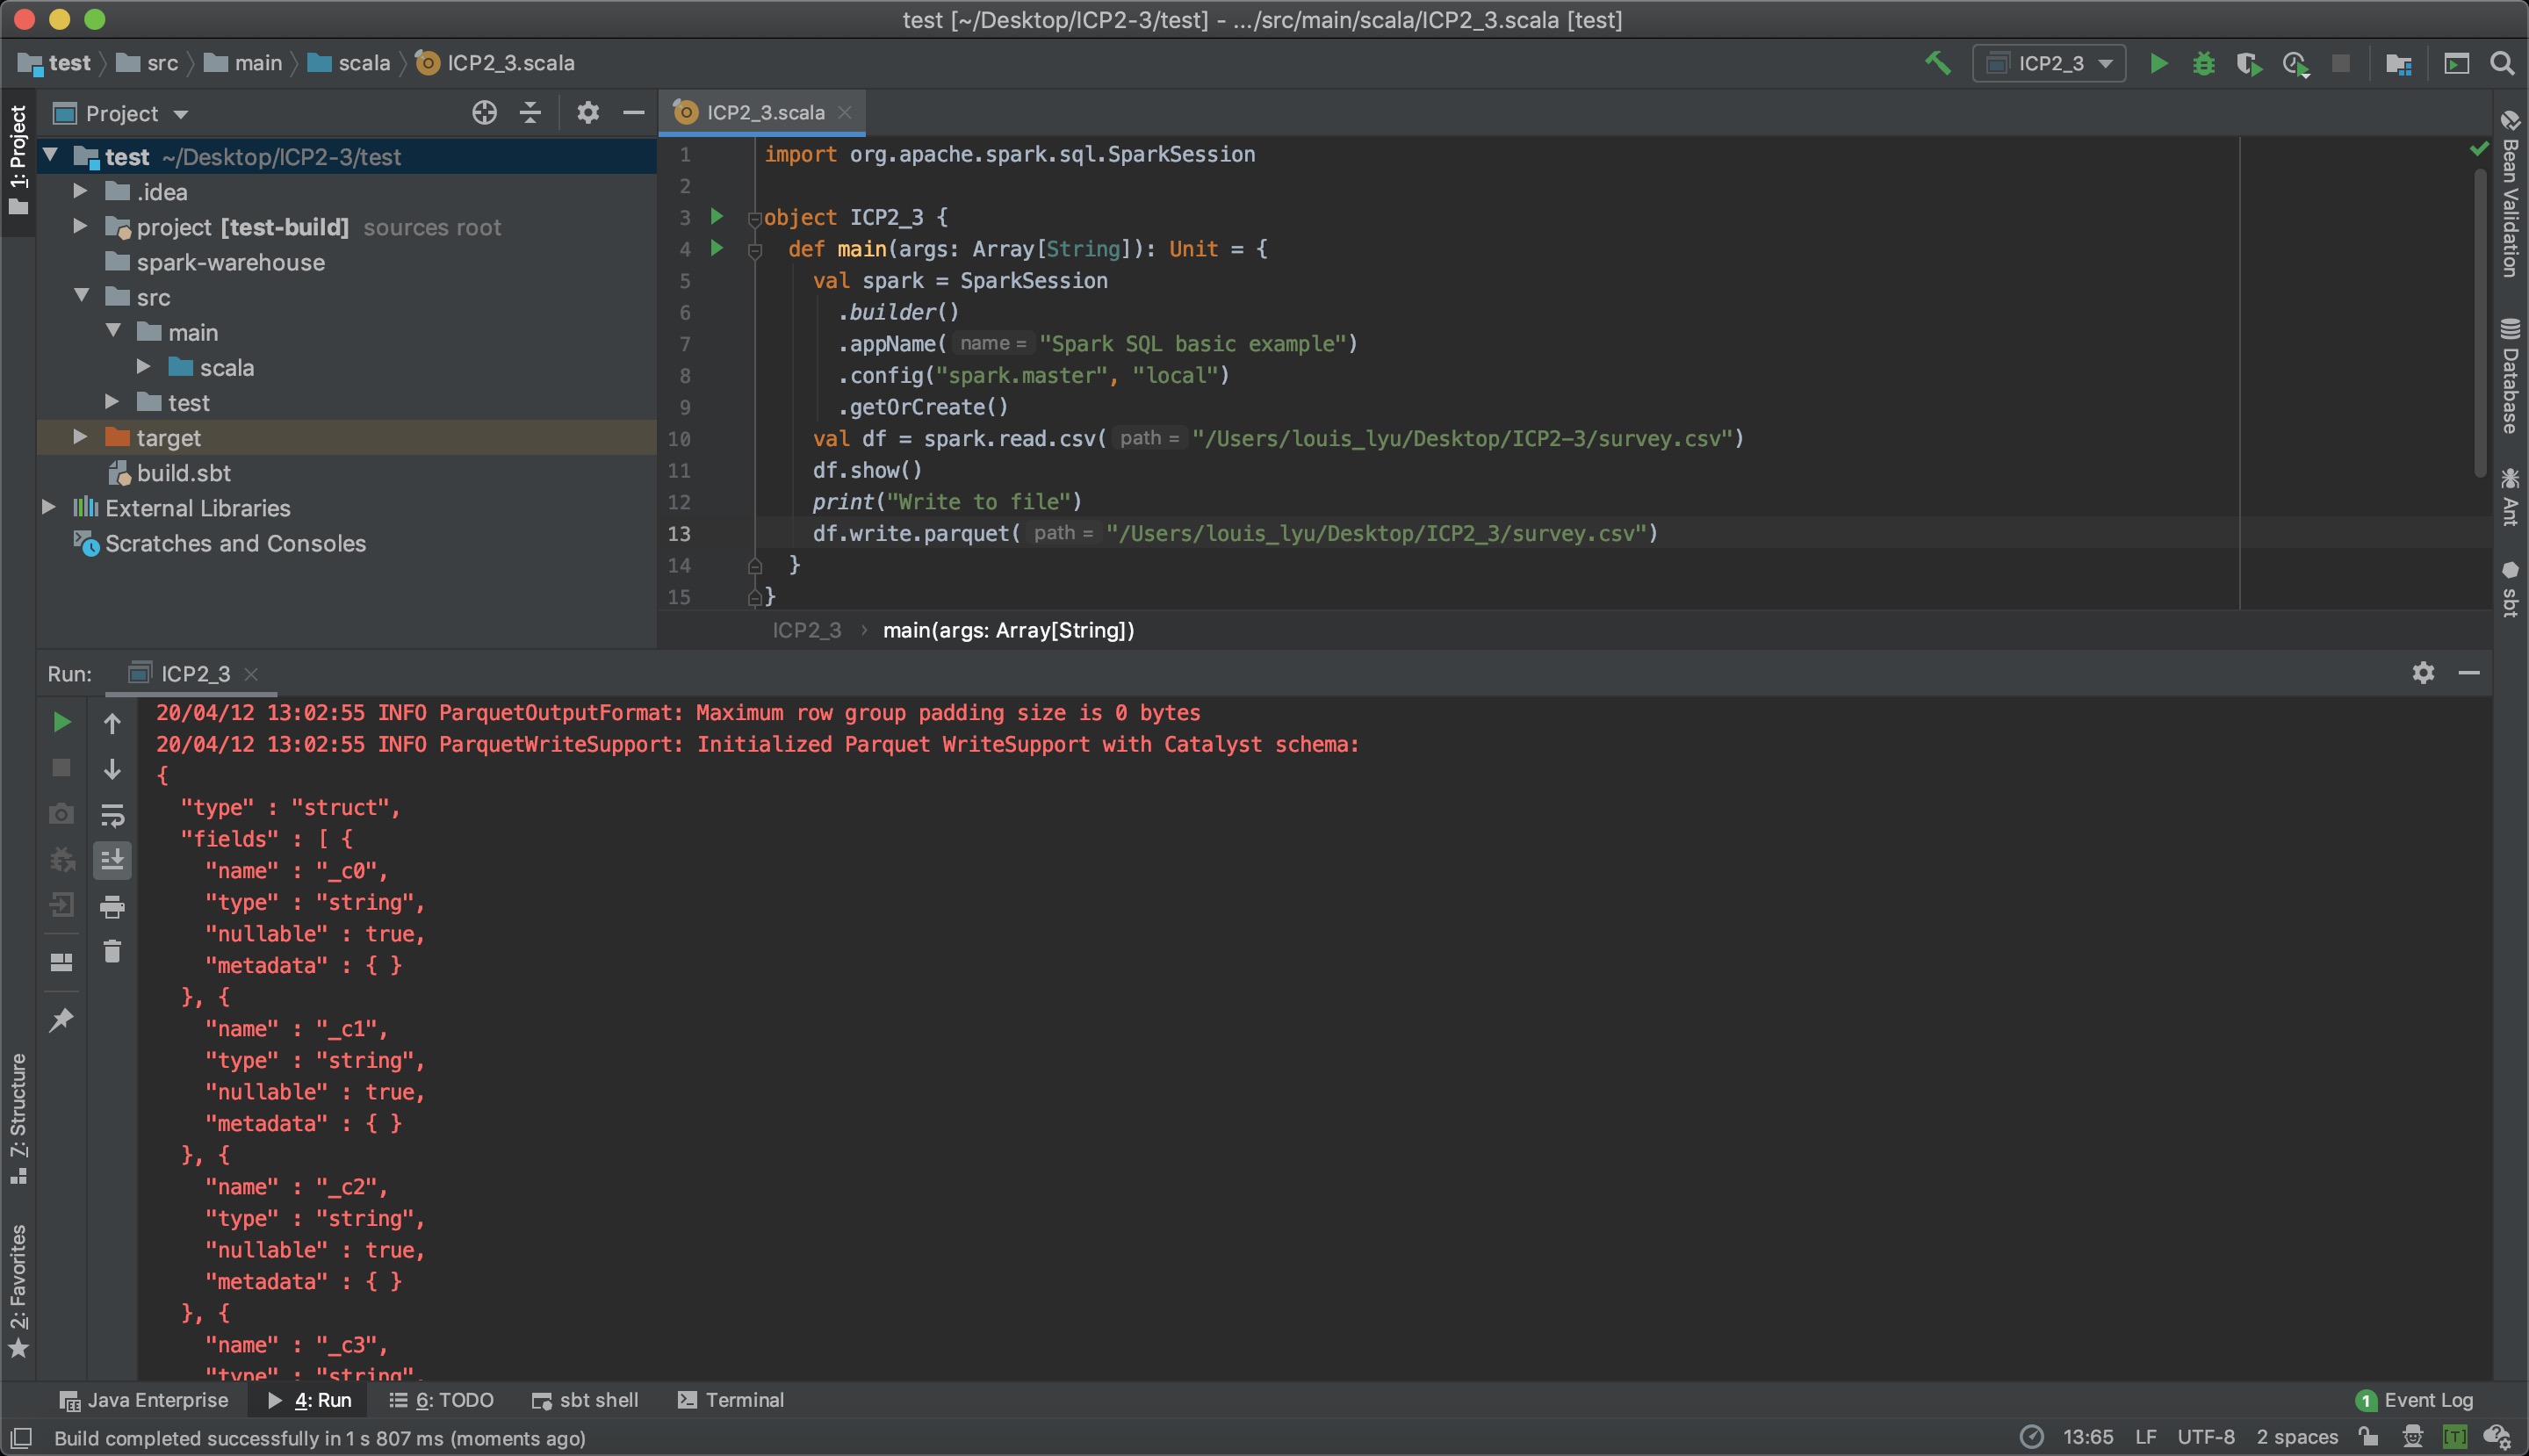 test [~/Desktop/ICP2-3/test] - .../src/main/scala/ICP2_3.scala [test]
test src main scala ICP2_3.scala
ICP2_3
1: Project
Project
ICP2_3.scala
test ~/Desktop/ICP2-3/test
.idea
project [test-build] sources root
spark-warehouse
src
main
scala
test
target
build.sbt
External Libraries
Scratches and Consoles
1 import org.apache.spark.sql.SparkSession
2
3 object ICP2_3 {
4 def main(args: Array[String]): Unit = {
5 val spark = SparkSession
6 .builder()
7 .appName( name = "Spark SQL basic example")
8 .config("spark.master", "local")
9 .getOrCreate()
10 val df = spark.read.csv( path = "/Users/louis_lyu/Desktop/ICP2-3/survey.csv")
11 df.show()
12 print("Write to file")
13 df.write.parquet( path = "/Users/louis_lyu/Desktop/ICP2_3/survey.csv")
14 }
15 }
ICP2_3 › main(args: Array[String])
Bean Validation
Database
Ant
sbt
Run: ICP2_3
20/04/12 13:02:55 INFO ParquetOutputFormat: Maximum row group padding size is 0 bytes
20/04/12 13:02:55 INFO ParquetWriteSupport: Initialized Parquet WriteSupport with Catalyst schema:
{
"type" : "struct",
"fields" : [ {
"name" : "_c0",
"type" : "string",
"nullable" : true,
"metadata" : { }
}, {
"name" : "_c1",
"type" : "string",
"nullable" : true,
"metadata" : { }
}, {
"name" : "_c2",
"type" : "string",
"nullable" : true,
"metadata" : { }
}, {
"name" : "_c3",
"type" : "string",
7: Structure
2: Favorites
Java Enterprise 4: Run 6: TODO sbt shell Terminal 1 Event Log
Build completed successfully in 1 s 807 ms (moments ago) 13:65 LF UTF-8 2 spaces [T]